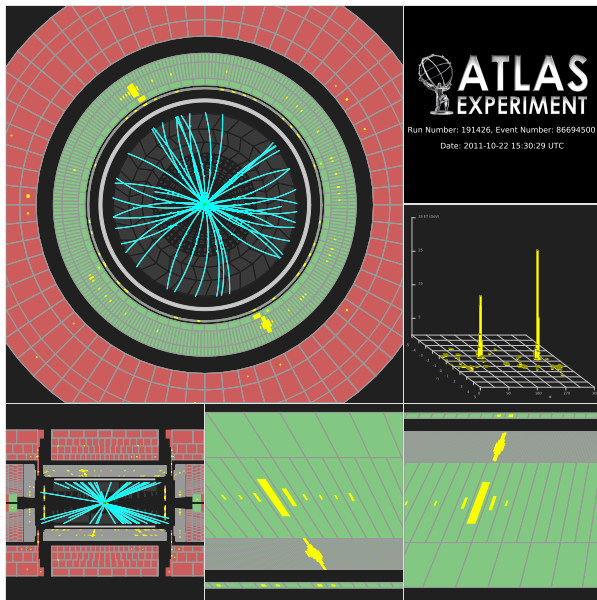 ATLAS
EXPERIMENT
Run Number: 191426, Event Number: 86694500
Date: 2011-10-22 15:30:29 UTC